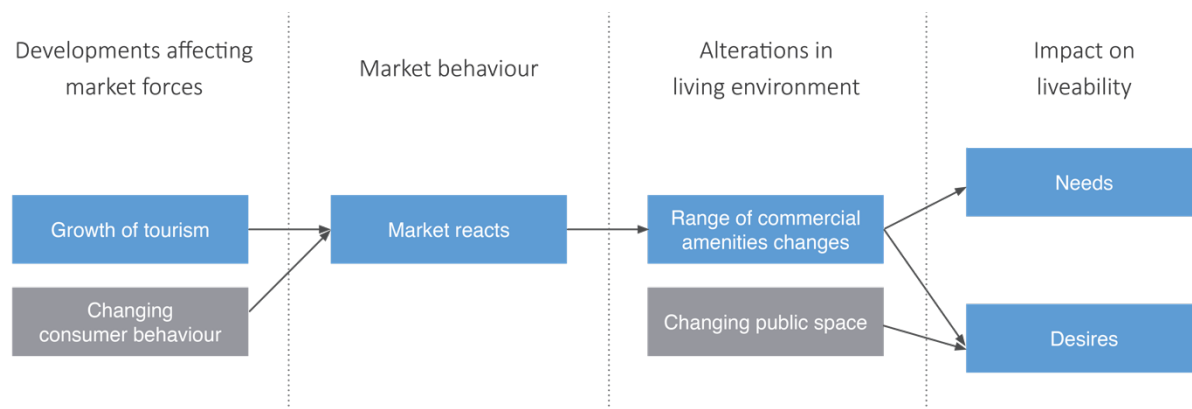 Developments affecting
market forces
Market behaviour
Alterations in
living environment
Impact on
liveability
Growth of tourism
Changing
consumer behaviour
Market reacts
Range of commercial
amenities changes
Changing public space
Needs
Desires